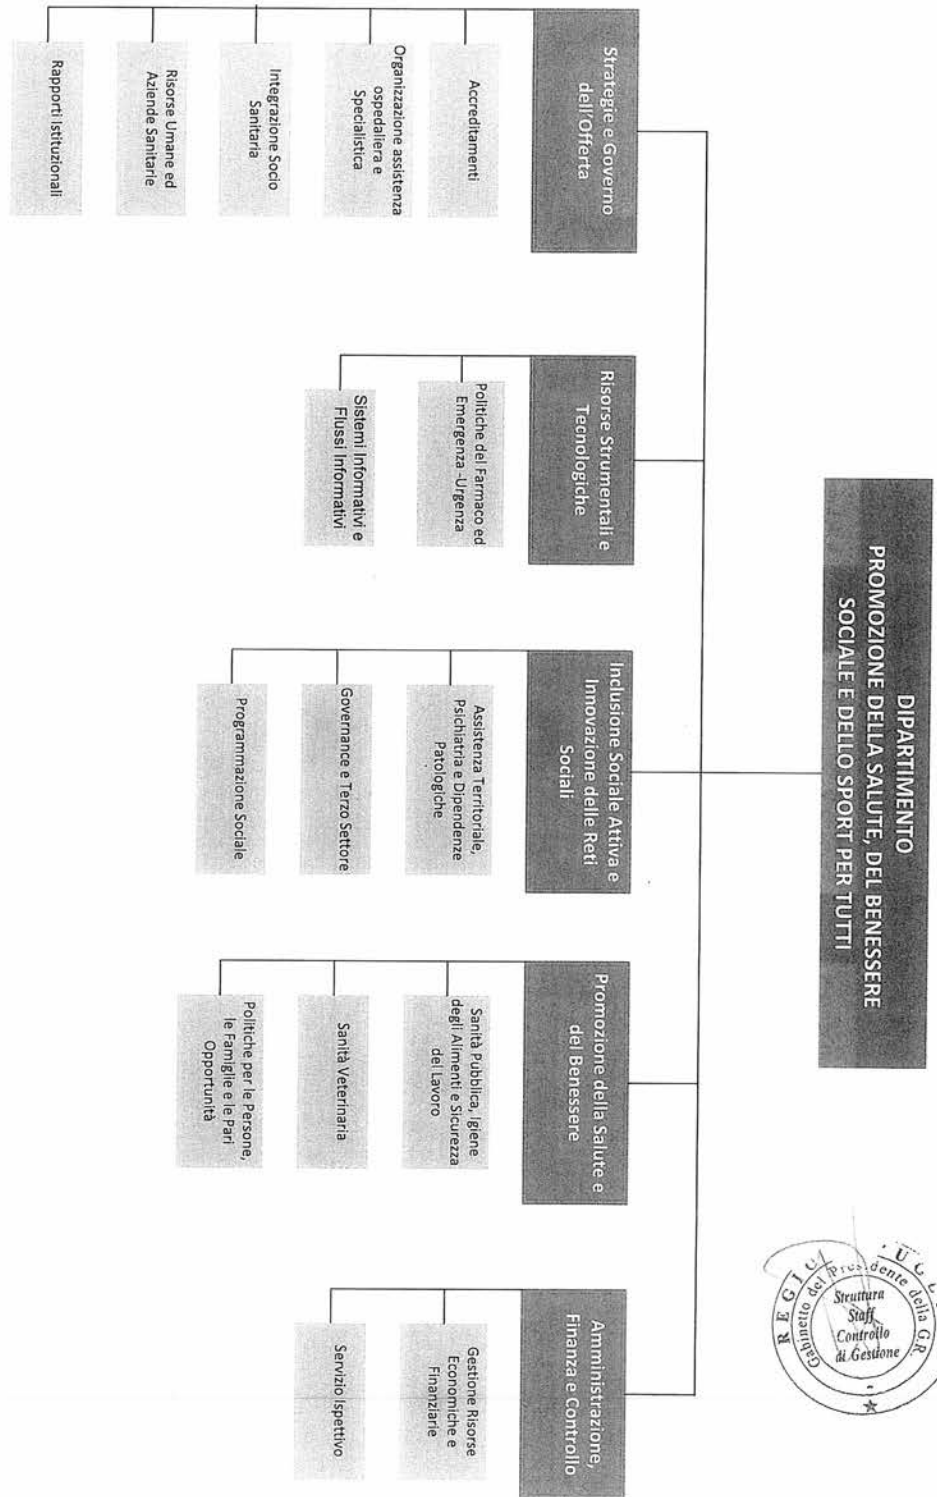 DIPARTIMENTO
PROMOZIONE DELLA SALUTE, DEL BENESSERE
SOCIALE E DELLO SPORT PER TUTTI
Strategie e Governo
dell'Offerta
Accreditamenti
Organizzazione assistenza
ospedaliera e
Specialistica
Integrazione Socio
Sanitaria
Risorse Umane ed
Aziende Sanitarie
Rapporti Istituzionali
Risorse Strumentali e
Tecnologiche
Politiche del Farmaco ed
Emergenza -Urgenza
Sistemi Informativi e
Flussi Informativi
Inclusione Sociale Attiva e
Innovazione delle Reti
Sociali
Assistenza Territoriale,
Psichiatria e Dipendenze
Patologiche
Governance e Terzo Settore
Programmazione Sociale
Promozione della Salute e
del Benessere
Sanità Pubblica, Igiene
degli Alimenti e Sicurezza
del Lavoro
Sanità Veterinaria
Politiche per le Persone,
le Famiglie e le Pari
Opportunità
Amministrazione,
Finanza e Controllo
Gestione Risorse
Economiche e
Finanziarie
Servizio Ispettivo
Gabinetto del Presidente della G.R.
Struttura
Staff
Controllo
di Gestione